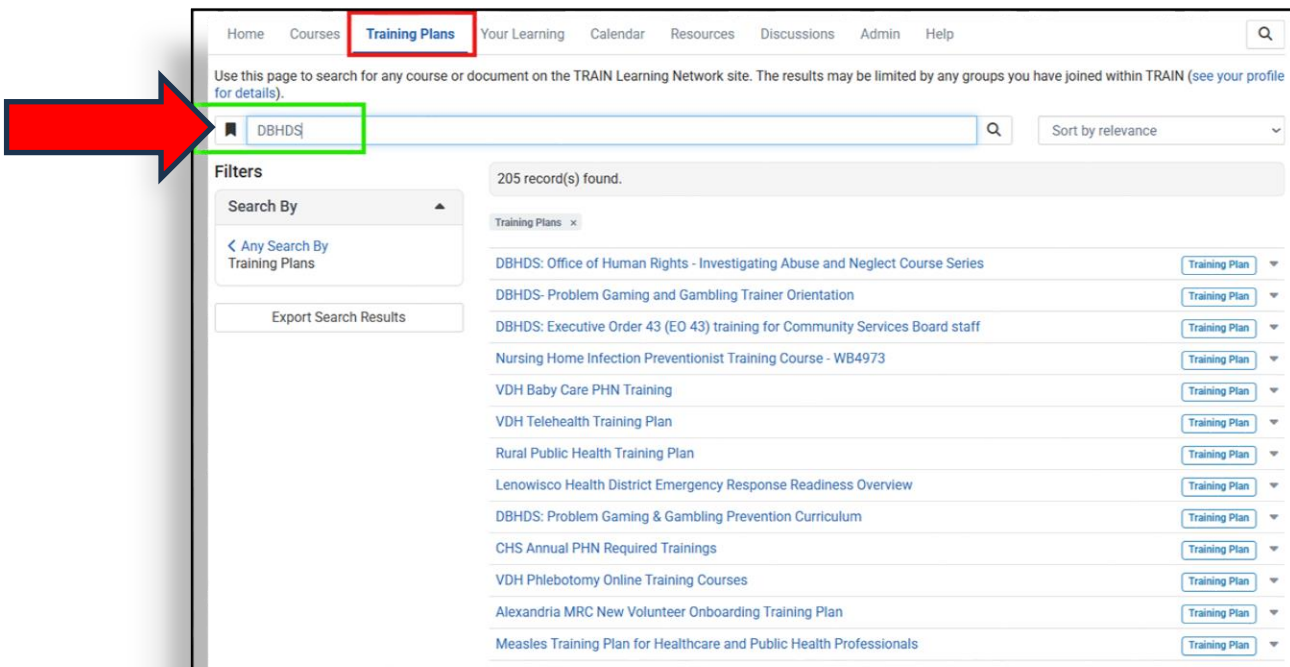 Home Courses Training Plans Your Learning Calendar Resources Discussions Admin Help
Use this page to search for any course or document on the TRAIN Learning Network site. The results may be limited by any groups you have joined within TRAIN (see your profile
for details).
DBHDS
Sort by relevance
Filters
205 record(s) found.
Search By
Training Plans ×
Any Search By
Training Plans
Export Search Results
DBHDS: Office of Human Rights - Investigating Abuse and Neglect Course Series Training Plan
DBHDS- Problem Gaming and Gambling Trainer Orientation Training Plan
DBHDS: Executive Order 43 (EO 43) training for Community Services Board staff Training Plan
Nursing Home Infection Preventionist Training Course - WB4973 Training Plan
VDH Baby Care PHN Training Training Plan
VDH Telehealth Training Plan Training Plan
Rural Public Health Training Plan Training Plan
Lenowisco Health District Emergency Response Readiness Overview Training Plan
DBHDS: Problem Gaming & Gambling Prevention Curriculum Training Plan
CHS Annual PHN Required Trainings Training Plan
VDH Phlebotomy Online Training Courses Training Plan
Alexandria MRC New Volunteer Onboarding Training Plan Training Plan
Measles Training Plan for Healthcare and Public Health Professionals Training Plan